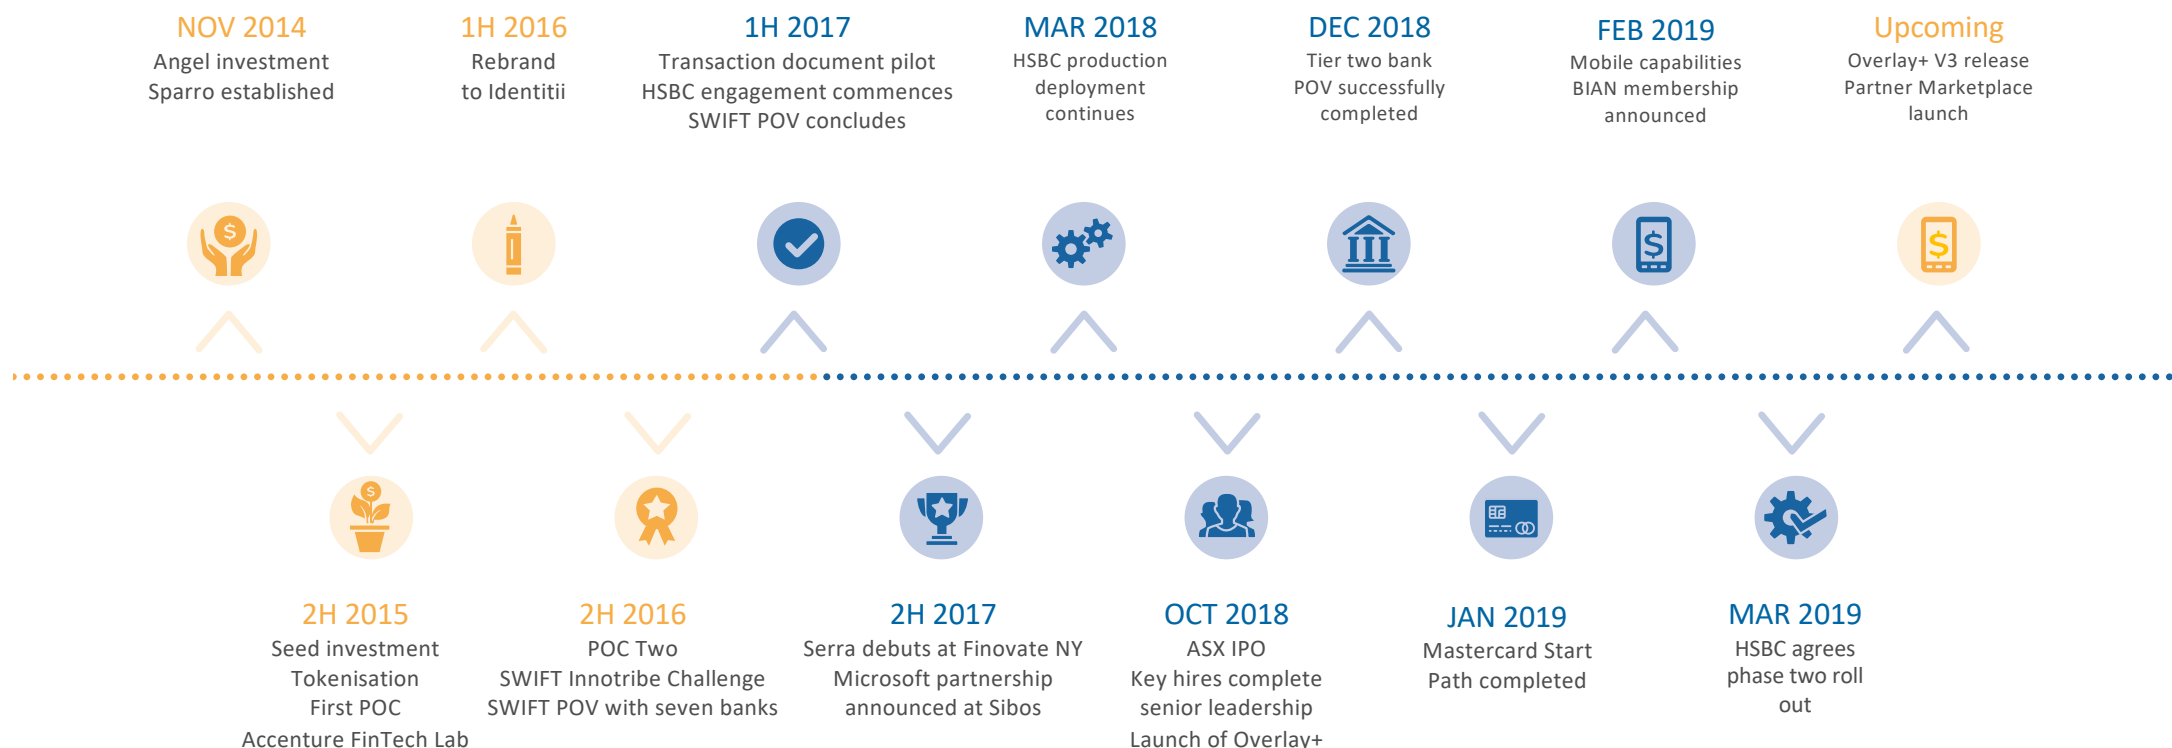 NOV 2014
Angel investment
Sparro established
1H 2016
Rebrand
to Identitii
1H 2017
Transaction document pilot
HSBC engagement commences
SWIFT POV concludes
MAR 2018
HSBC production
deployment
continues
DEC 2018
Tier two bank
POV successfully
completed
FEB 2019
Mobile capabilities
BIAN membership
announced
Upcoming
Overlay+ V3 release
Partner Marketplace
launch
2H 2015
Seed investment
Tokenisation
First POC
Accenture FinTech Lab
2H 2016
POC Two
SWIFT Innotribe Challenge
SWIFT POV with seven banks
2H 2017
Serra debuts at Finovate NY
Microsoft partnership
announced at Sibos
OCT 2018
ASX IPO
Key hires complete
senior leadership
Launch of Overlay+
JAN 2019
Mastercard Start
Path completed
MAR 2019
HSBC agrees
phase two roll
out